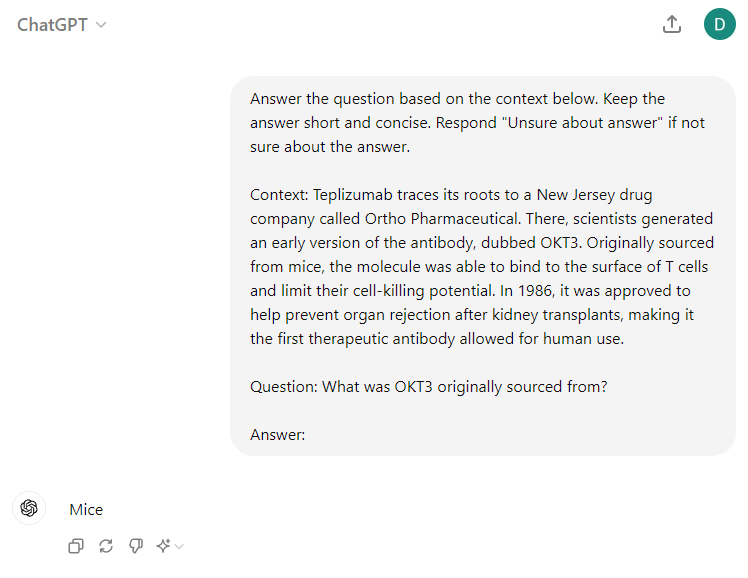 ChatGPT
D
Answer the question based on the context below. Keep the
answer short and concise. Respond "Unsure about answer" if not
sure about the answer.
Context: Teplizumab traces its roots to a New Jersey drug
company called Ortho Pharmaceutical. There, scientists generated
an early version of the antibody, dubbed OKT3. Originally sourced
from mice, the molecule was able to bind to the surface of T cells
and limit their cell-killing potential. In 1986, it was approved to
help prevent organ rejection after kidney transplants, making it
the first therapeutic antibody allowed for human use.
Question: What was OKT3 originally sourced from?
Answer:
Mice